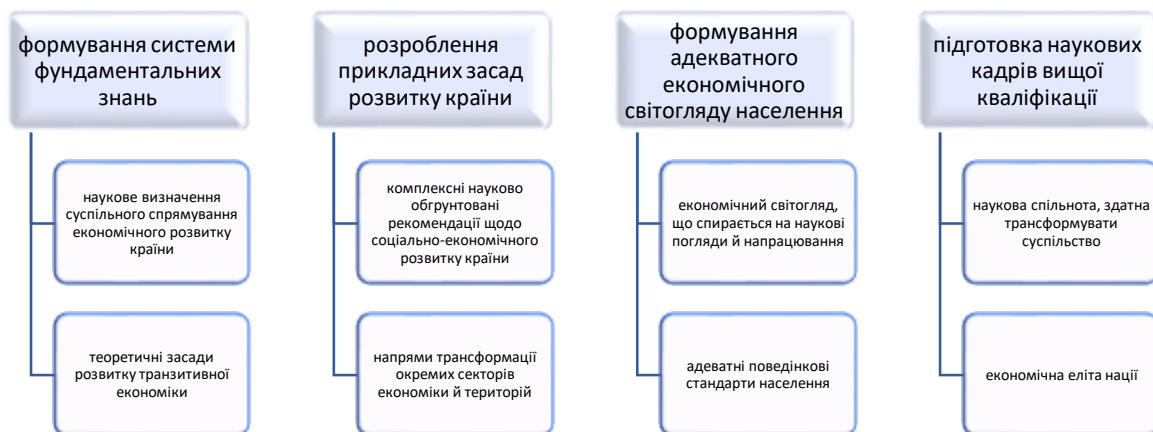 формування системи
фундаментальних
знань
наукове визначення
суспільного спрямування
економічного розвитку
країни
теоретичні засади
розвитку транзитивної
економіки
розроблення
прикладних засад
розвитку країни
комплексні науково
обгрунтовані
рекомендації щодо
соціально-економічного
розвитку країни
напрями трансформації
окремих секторів
економіки й територій
формування
адекватного
економічного
світогляду населення
економічний світогляд,
що спирається на наукові
погляди й напрацювання
адеватні поведінкові
стандарти населення
підготовка наукових
кадрів вищої
кваліфікації
наукова спільнота, здатна
трансформувати
суспільство
економічна еліта нації